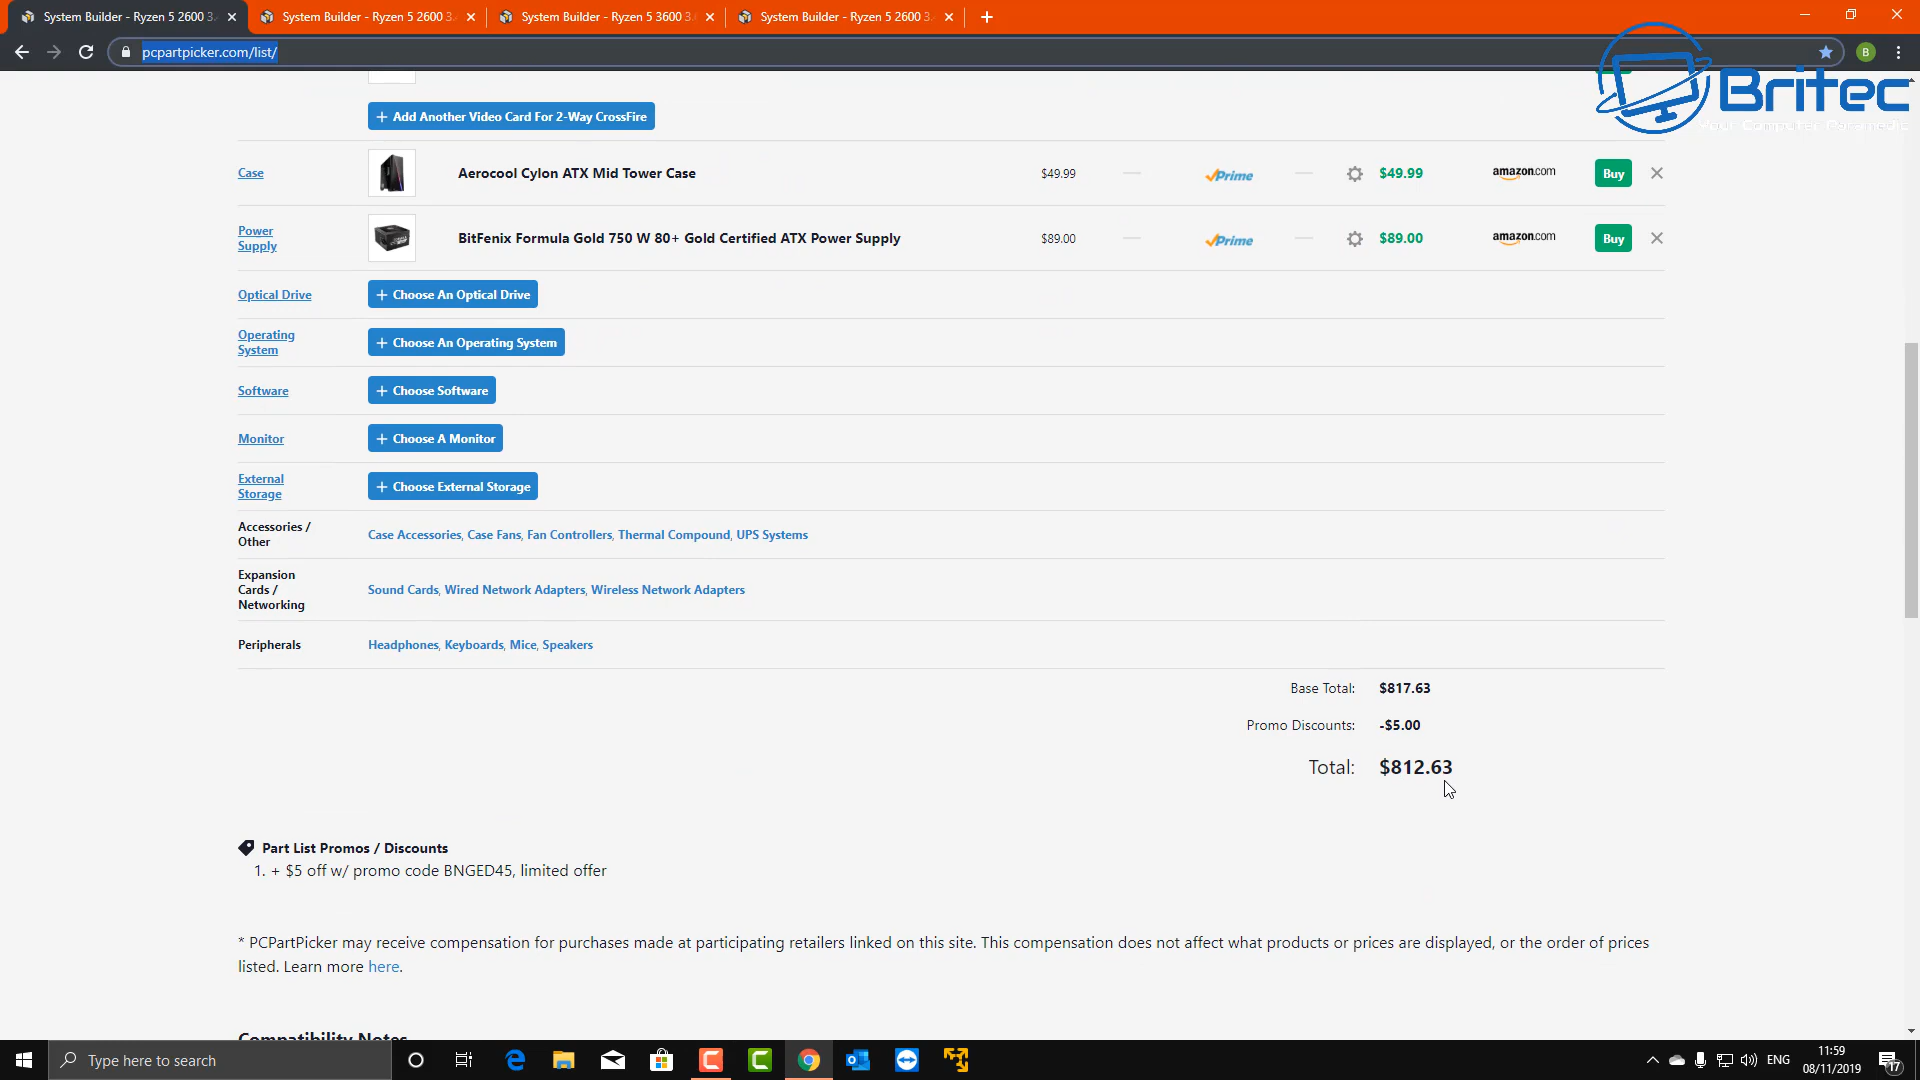 System Builder - Ryzen 5 2600 3.
System Builder - Ryzen 5 2600 3.
System Builder - Ryzen 5 3600 3.
System Builder - Ryzen 5 2600 3.
pcpartpicker.com/list/
B
Britec
Your Computer Paramedic
+ Add Another Video Card For 2-Way CrossFire
Case
Aerocool Cylon ATX Mid Tower Case
$49.99
Prime
$49.99
amazon.com
Buy
Power
Supply
BitFenix Formula Gold 750 W 80+ Gold Certified ATX Power Supply
$89.00
Prime
$89.00
amazon.com
Buy
Optical Drive
+ Choose An Optical Drive
Operating
System
+ Choose An Operating System
Software
+ Choose Software
Monitor
+ Choose A Monitor
External
Storage
+ Choose External Storage
Accessories /
Other
Case Accessories, Case Fans, Fan Controllers, Thermal Compound, UPS Systems
Expansion
Cards /
Networking
Sound Cards, Wired Network Adapters, Wireless Network Adapters
Peripherals
Headphones, Keyboards, Mice, Speakers
Base Total: $817.63
Promo Discounts: -$5.00
Total: $812.63
Part List Promos / Discounts
1. + $5 off w/ promo code BNGED45, limited offer
* PCPartPicker may receive compensation for purchases made at participating retailers linked on this site. This compensation does not affect what products or prices are displayed, or the order of prices
listed. Learn more here.
Compatibility Notes
Type here to search
ENG
11:59
08/11/2019
17